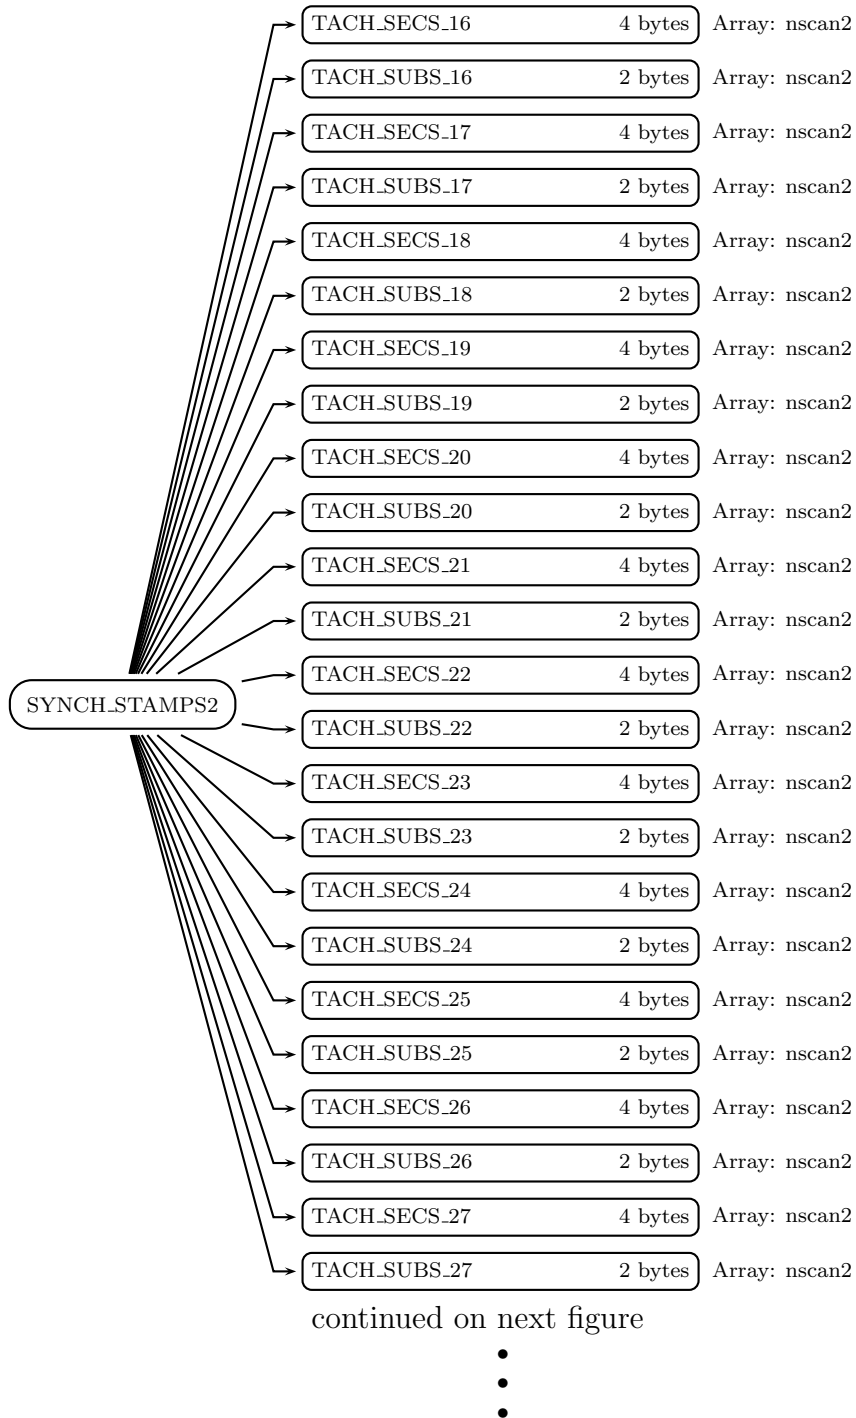 TACH_SECS_16 4 bytes Array: nscan2
TACH_SUBS_16 2 bytes Array: nscan2
TACH_SECS_17 4 bytes Array: nscan2
TACH_SUBS_17 2 bytes Array: nscan2
TACH_SECS_18 4 bytes Array: nscan2
TACH_SUBS_18 2 bytes Array: nscan2
TACH_SECS_19 4 bytes Array: nscan2
TACH_SUBS_19 2 bytes Array: nscan2
TACH_SECS_20 4 bytes Array: nscan2
TACH_SUBS_20 2 bytes Array: nscan2
TACH_SECS_21 4 bytes Array: nscan2
TACH_SUBS_21 2 bytes Array: nscan2
TACH_SECS_22 4 bytes Array: nscan2
SYNCH_STAMPS2
TACH_SUBS_22 2 bytes Array: nscan2
TACH_SECS_23 4 bytes Array: nscan2
TACH_SUBS_23 2 bytes Array: nscan2
TACH_SECS_24 4 bytes Array: nscan2
TACH_SUBS_24 2 bytes Array: nscan2
TACH_SECS_25 4 bytes Array: nscan2
TACH_SUBS_25 2 bytes Array: nscan2
TACH_SECS_26 4 bytes Array: nscan2
TACH_SUBS_26 2 bytes Array: nscan2
TACH_SECS_27 4 bytes Array: nscan2
TACH_SUBS_27 2 bytes Array: nscan2
continued on next figure